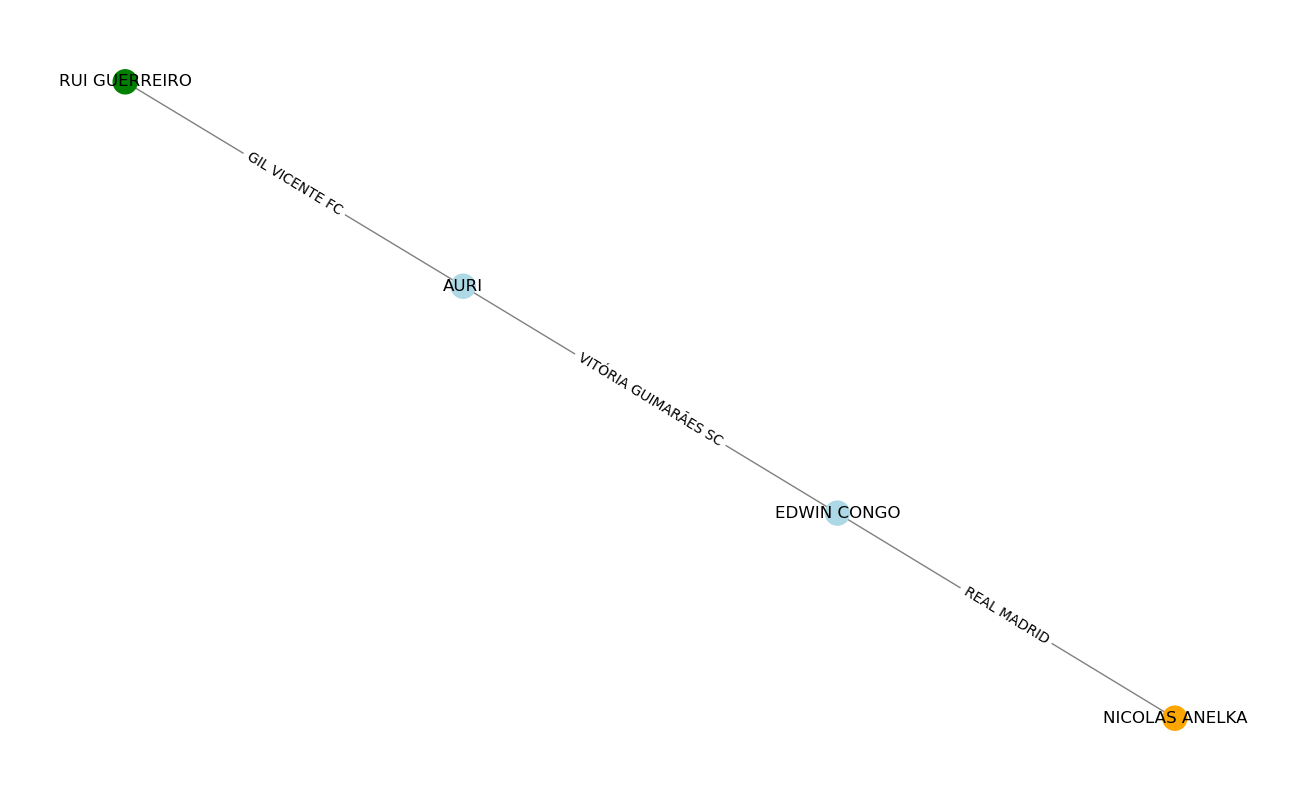 RUI GUERREIRO
GIL VICENTE FC
AURI
VITÓRIA GUIMARÃES SC
EDWIN CONGO
REAL MADRID
NICOLAS ANELKA